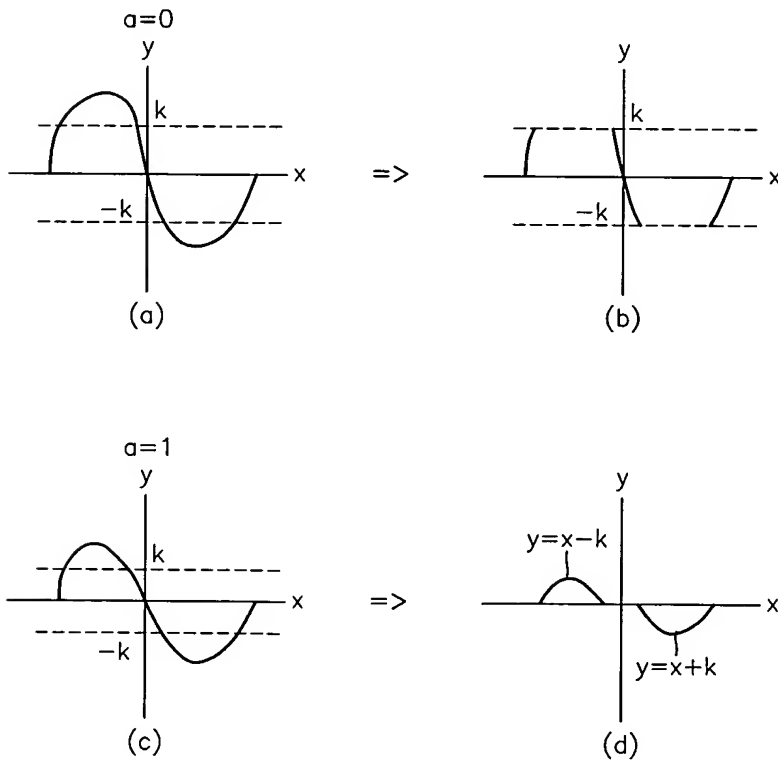 a=0
y
k
x
-k
(a)
=>
y
k
x
-k
(b)
a=1
y
k
x
-k
(c)
=>
y
y=x-k
x
y=x+k
(d)